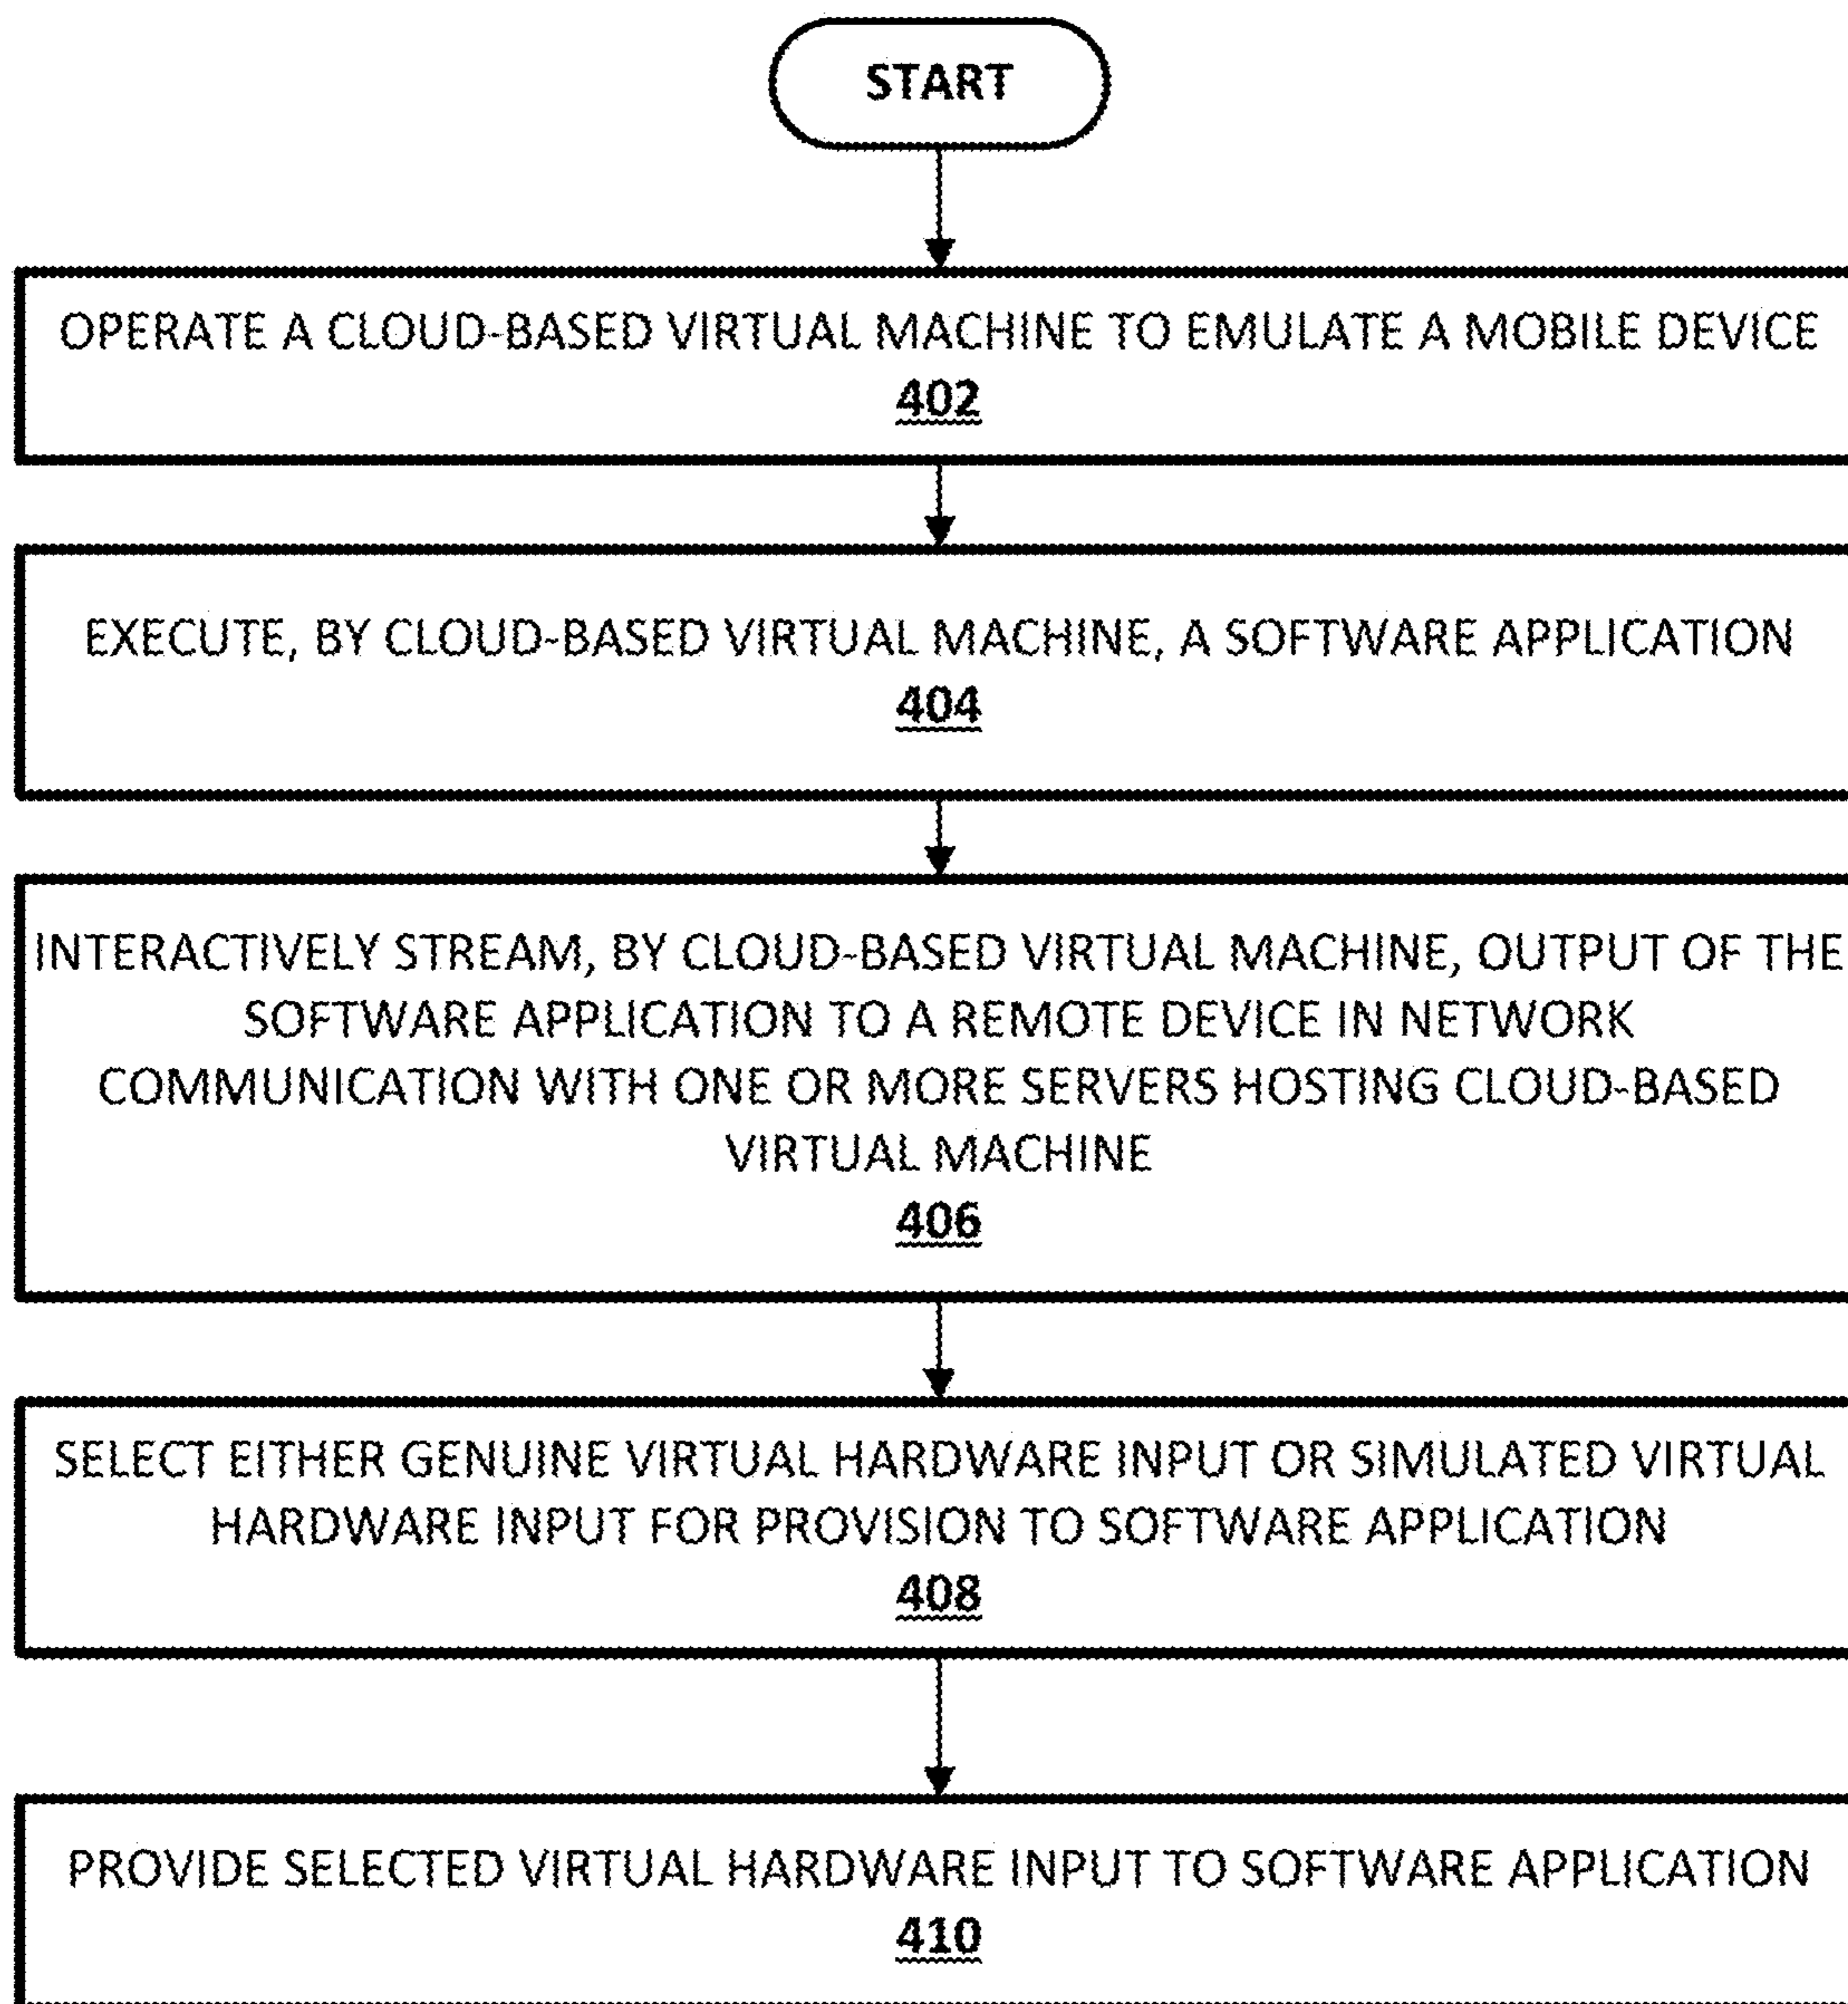 START
OPERATE A CLOUD-BASED VIRTUAL MACHINE TO EMULATE A MOBILE DEVICE
402
EXECUTE, BY CLOUD-BASED VIRTUAL MACHINE, A SOFTWARE APPLICATION
404
INTERACTIVELY STREAM, BY CLOUD-BASED VIRTUAL MACHINE, OUTPUT OF THE
SOFTWARE APPLICATION TO A REMOTE DEVICE IN NETWORK
COMMUNICATION WITH ONE OR MORE SERVERS HOSTING CLOUD-BASED
VIRTUAL MACHINE
406
SELECT EITHER GENUINE VIRTUAL HARDWARE INPUT OR SIMULATED VIRTUAL
HARDWARE INPUT FOR PROVISION TO SOFTWARE APPLICATION
408
PROVIDE SELECTED VIRTUAL HARDWARE INPUT TO SOFTWARE APPLICATION
410